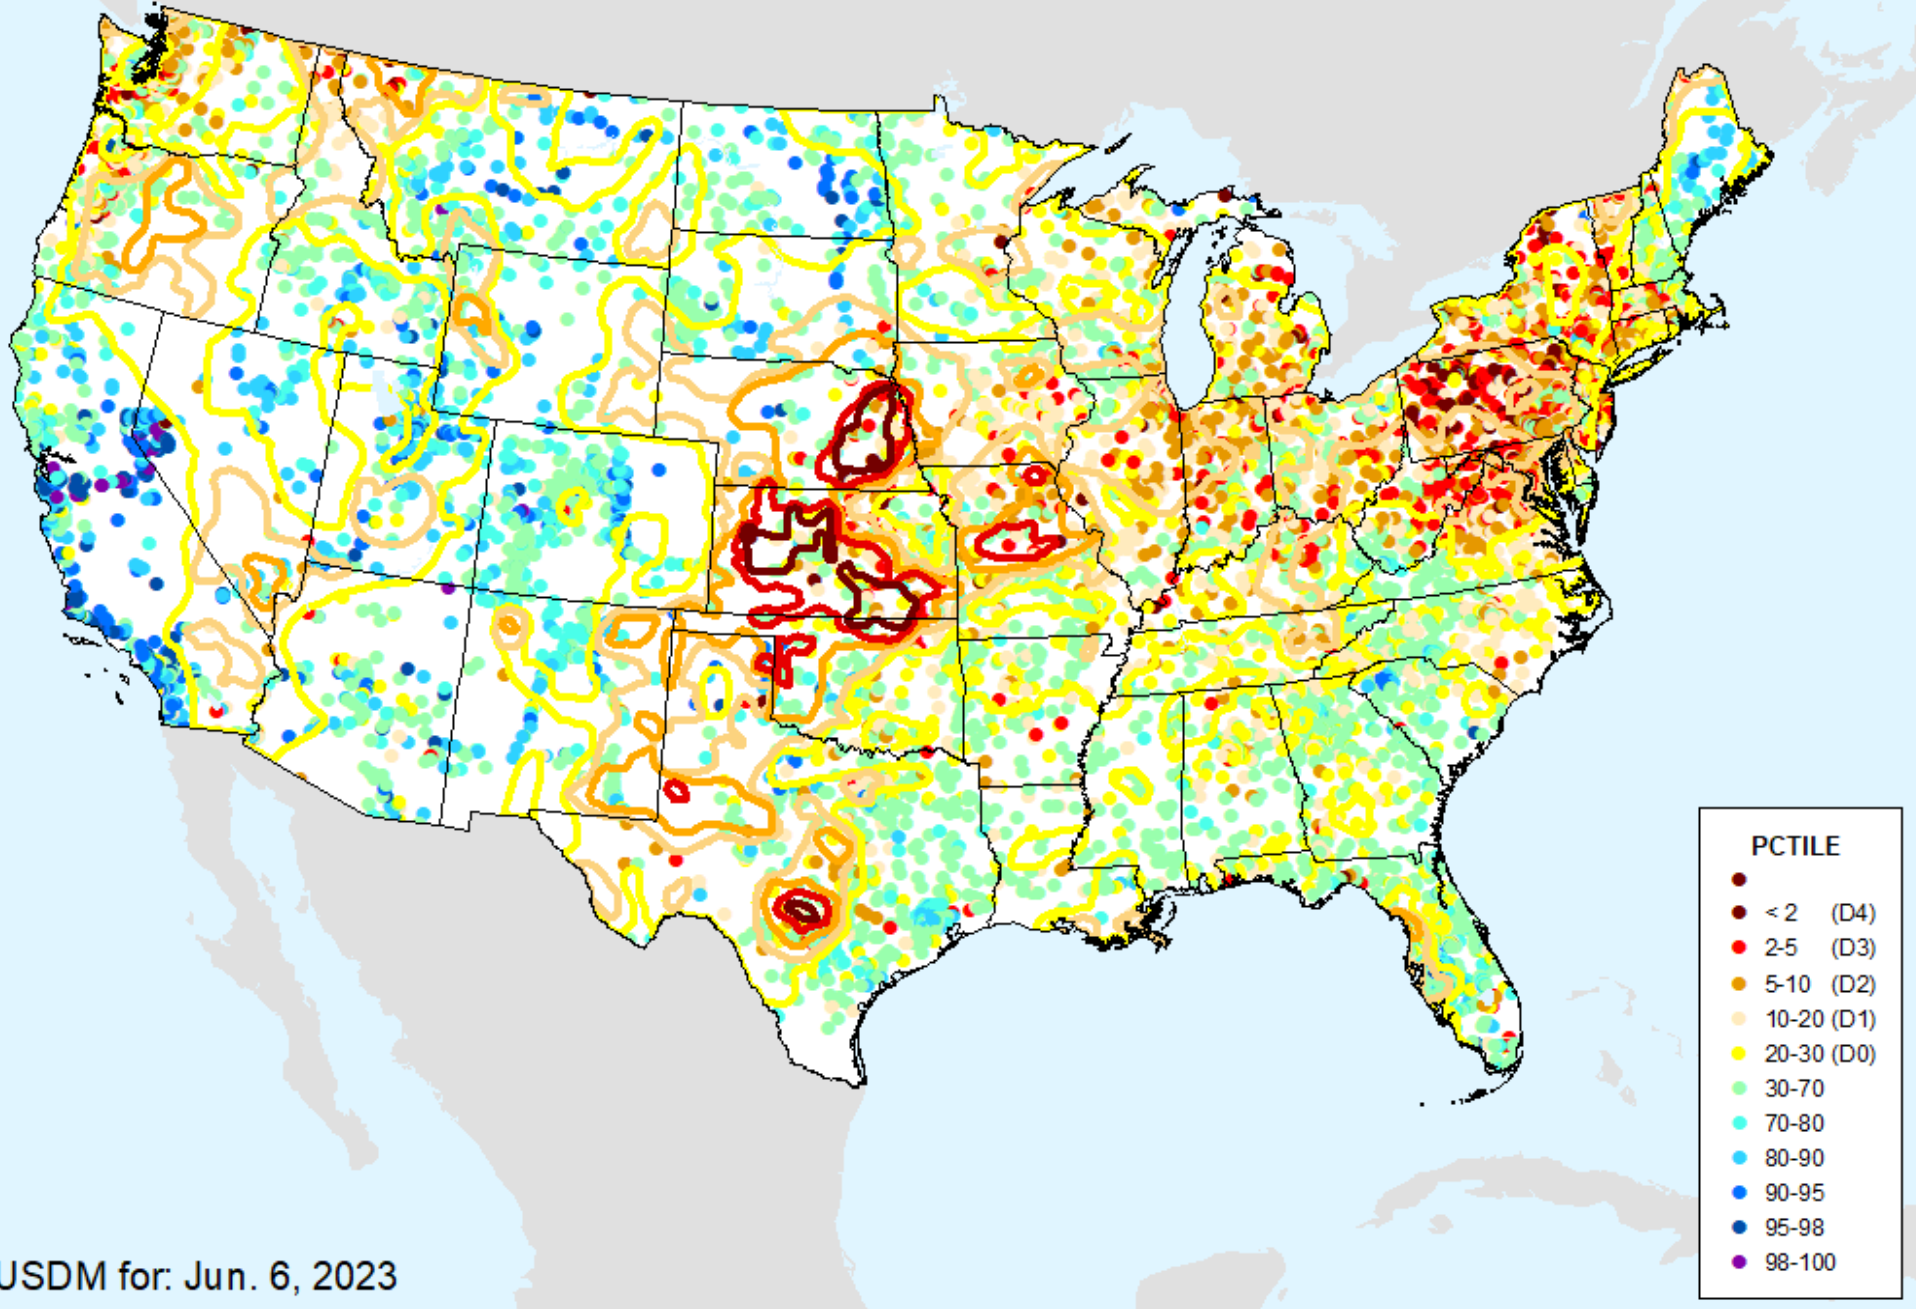 PCTILE
< 2 (D4)
2-5 (D3)
5-10 (D2)
10-20 (D1)
20-30 (D0)
30-70
70-80
80-90
90-95
95-98
98-100
USDM for: Jun. 6, 2023